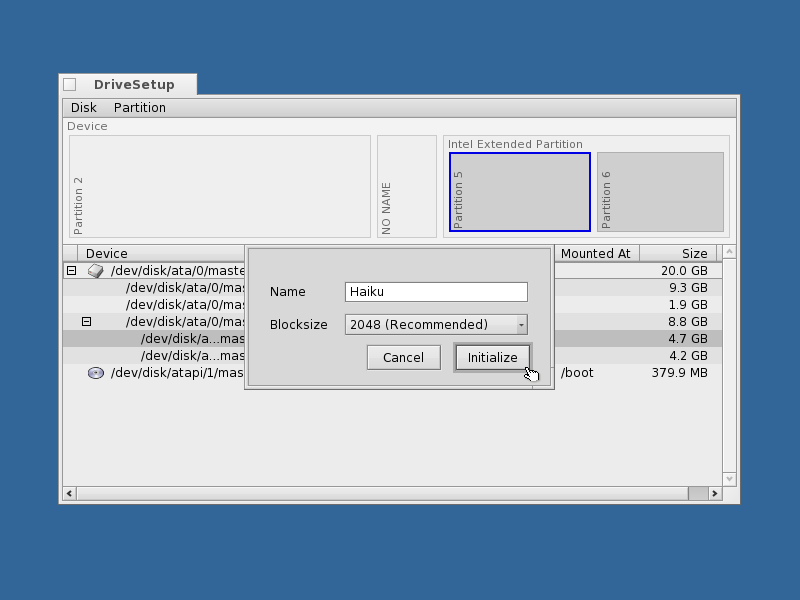 DriveSetup
Disk Partition
Device
Partition 2
NO NAME
Intel Extended Partition
Partition 5
Partition 6
Device Mounted At Size
/dev/disk/ata/0/maste 20.0 GB
/dev/disk/ata/0/mas 9.3 GB
/dev/disk/ata/0/mas 1.9 GB
/dev/disk/ata/0/mas 8.8 GB
/dev/disk/a...mas 4.7 GB
/dev/disk/a...mas 4.2 GB
/dev/disk/atapi/1/mas /boot 379.9 MB
Name Haiku
Blocksize 2048 (Recommended)
Cancel Initialize